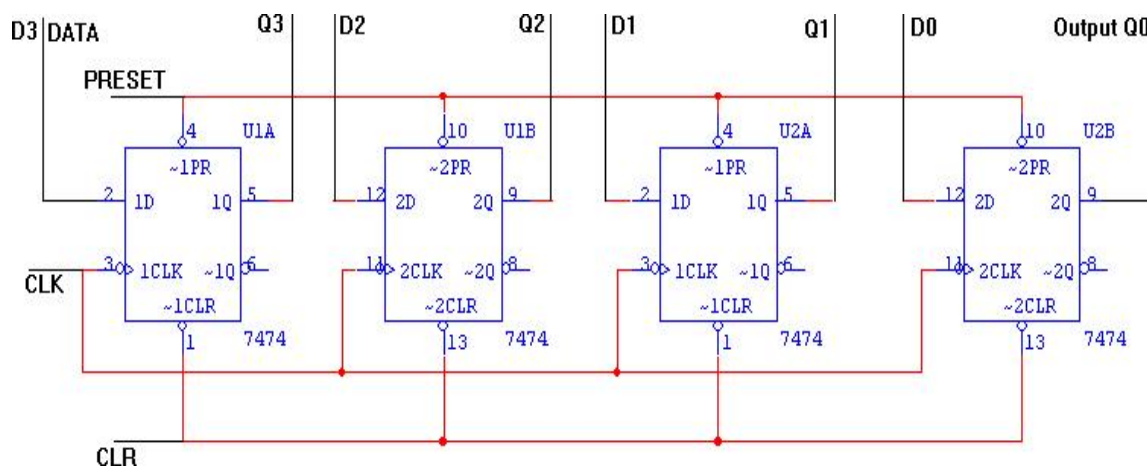 D3 DATA Q3 D2 Q2 D1 Q1 D0 Output Q0
PRESET
4 U1A 10 U1B 4 U2A 10 U2B
~1PR ~2PR ~1PR ~2PR
2 1D 1Q 5 12 2D 2Q 9 2 1D 1Q 5 12 2D 2Q 9
3 1CLK ~1Q 6 11 2CLK ~2Q 8 3 1CLK ~1Q 6 11 2CLK ~2Q 8
CLK
~1CLR ~2CLR ~1CLR ~2CLR
1 7474 13 7474 1 7474 13 7474
CLR